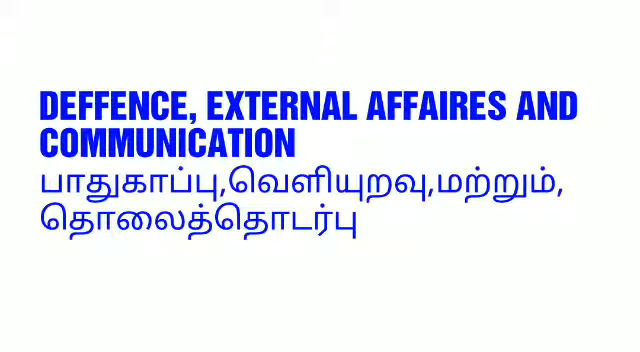 DEFFENCE, EXTERNAL AFFAIRES AND
COMMUNICATION
பாதுகாப்பு,வெளியுறவு,மற்றும்,
தொலைத்தொடர்பு